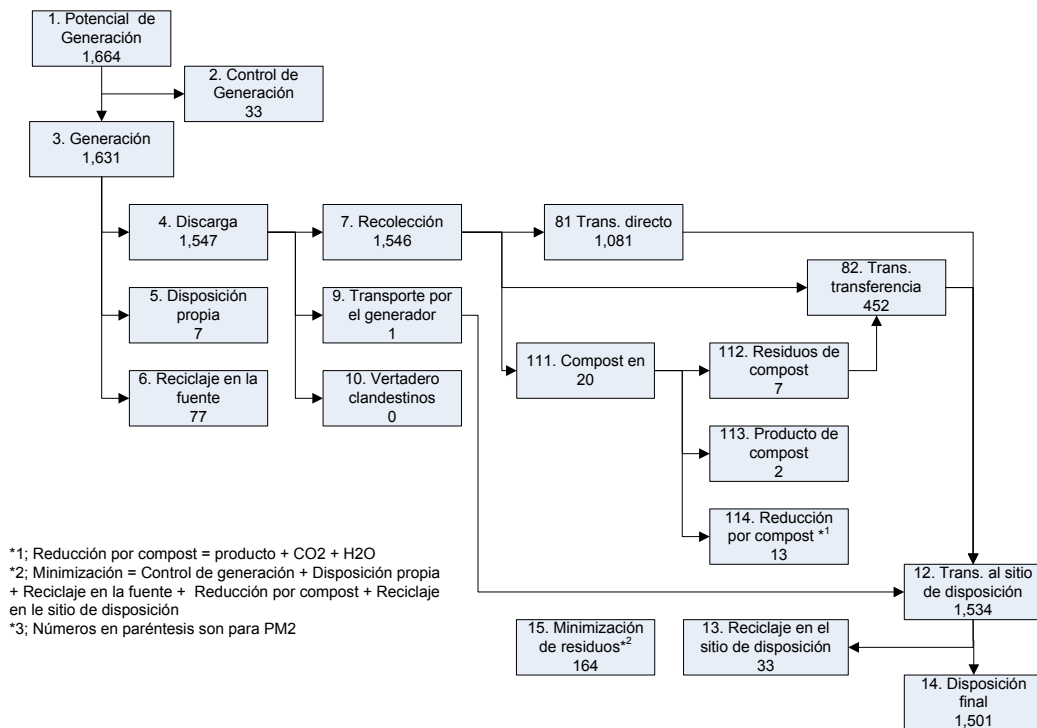 1. Potencial de
Generación
1,664
2. Control de
Generación
33
3. Generación
1,631
4. Discarga
1,547
7. Recolección
1,546
81 Trans. directo
1,081
82. Trans.
transferencia
452
5. Disposición
propia
7
9. Transporte por
el generador
1
111. Compost en
20
112. Residuos de
compost
7
6. Reciclaje en la
fuente
77
10. Vertadero
clandestinos
0
113. Producto de
compost
2
114. Reducción
por compost *1
13
*1; Reducción por compost = producto + CO2 + H2O
*2; Minimización = Control de generación + Disposición propia
+ Reciclaje en la fuente + Reducción por compost + Reciclaje
en le sitio de disposición
*3; Números en paréntesis son para PM2
12. Trans. al sitio
de disposición
1,534
15. Minimización
de residuos*2
164
13. Reciclaje en el
sitio de disposición
33
14. Disposición
final
1,501